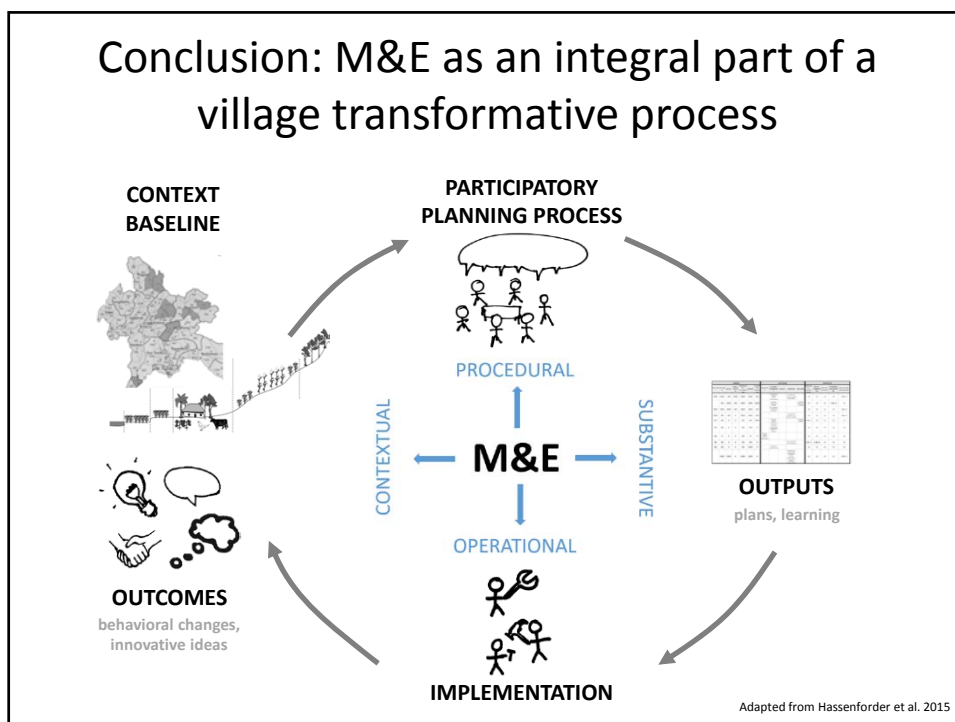 Conclusion: M&E as an integral part of a
village transformative process
CONTEXT
BASELINE
PARTICIPATORY
PLANNING PROCESS
PROCEDURAL
CONTEXTUAL
M&E
SUBSTANTIVE
OPERATIONAL
OUTPUTS
plans, learning
OUTCOMES
behavioral changes,
innovative ideas
IMPLEMENTATION
Adapted from Hassenforder et al. 2015